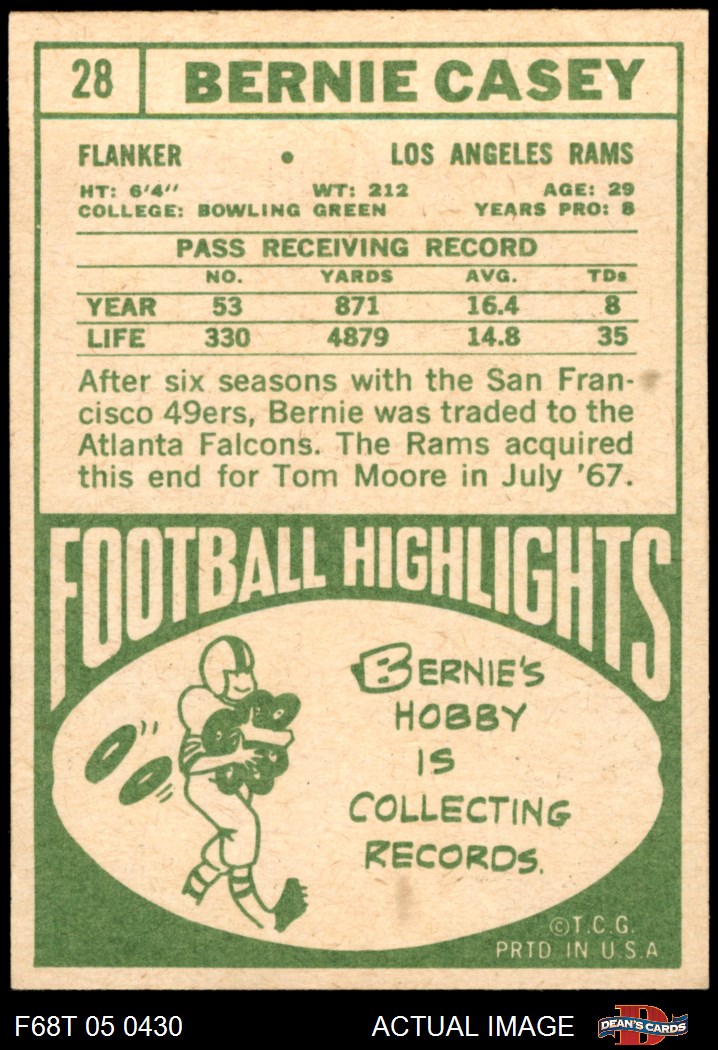 28 BERNIE CASEY
FLANKER • LOS ANGELES RAMS
HT: 6'4" WT: 212 AGE: 29
COLLEGE: BOWLING GREEN YEARS PRO: 8
PASS RECEIVING RECORD
NO. YARDS AVG. TDs
YEAR 53 871 16.4 8
LIFE 330 4879 14.8 35
After six seasons with the San Fran-
cisco 49ers, Bernie was traded to the
Atlanta Falcons. The Rams acquired
this end for Tom Moore in July '67.
FOOTBALL HIGHLIGHTS
BERNIE'S
HOBBY
IS
COLLECTING
RECORDS.
©T.C.G.
PRTD IN U.S.A
F68T 05 0430 ACTUAL IMAGE D DEAN'S CARDS